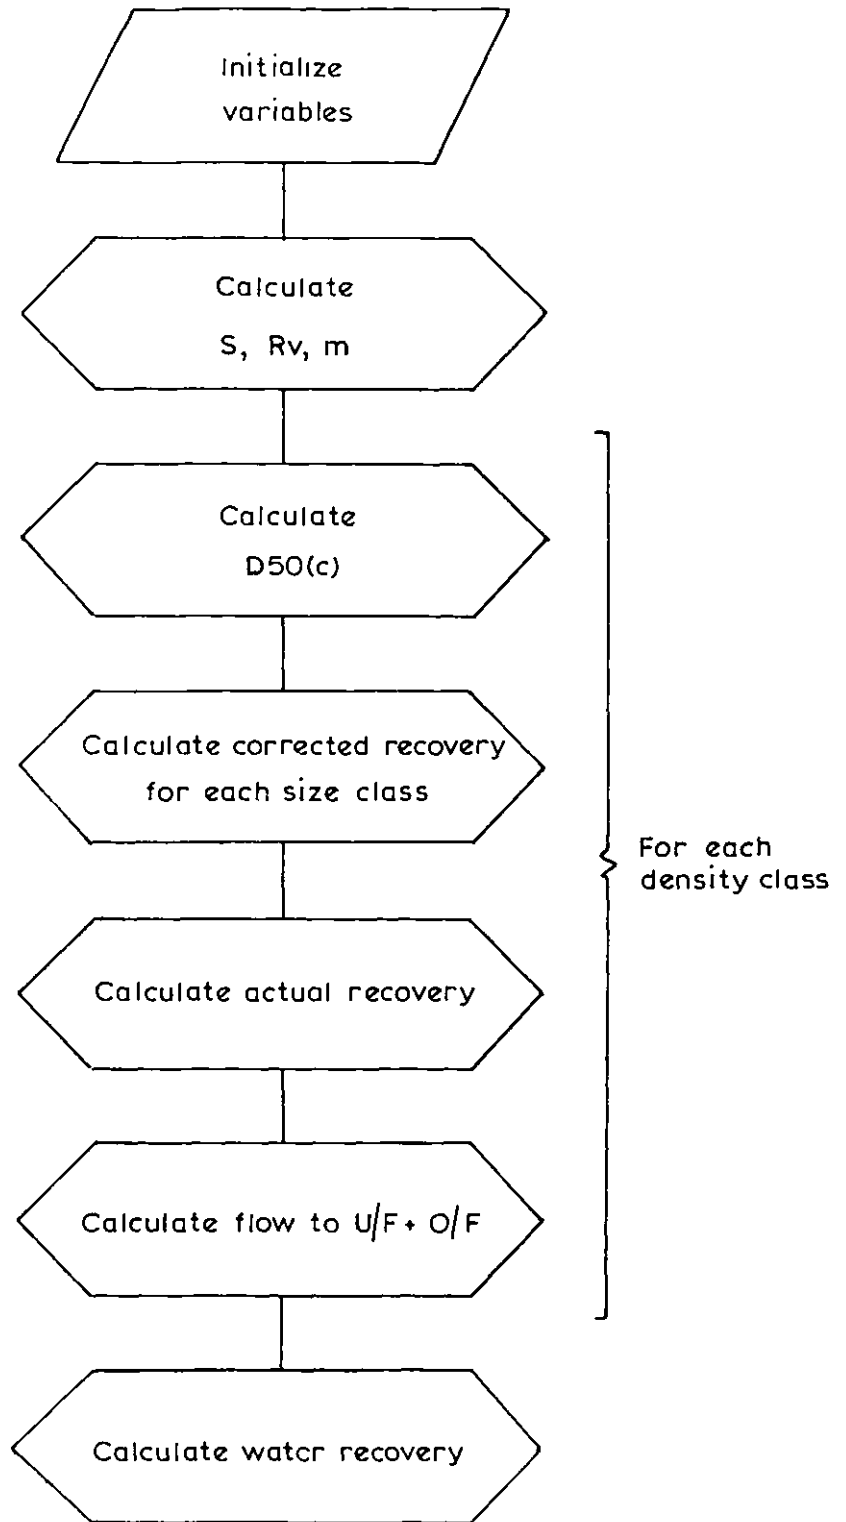 Initialize
variables
Calculate
S, Rv, m
Calculate
D50(c)
Calculate corrected recovery
for each size class
For each
density class
Calculate actual recovery
Calculate flow to U/F + O/F
Calculate water recovery